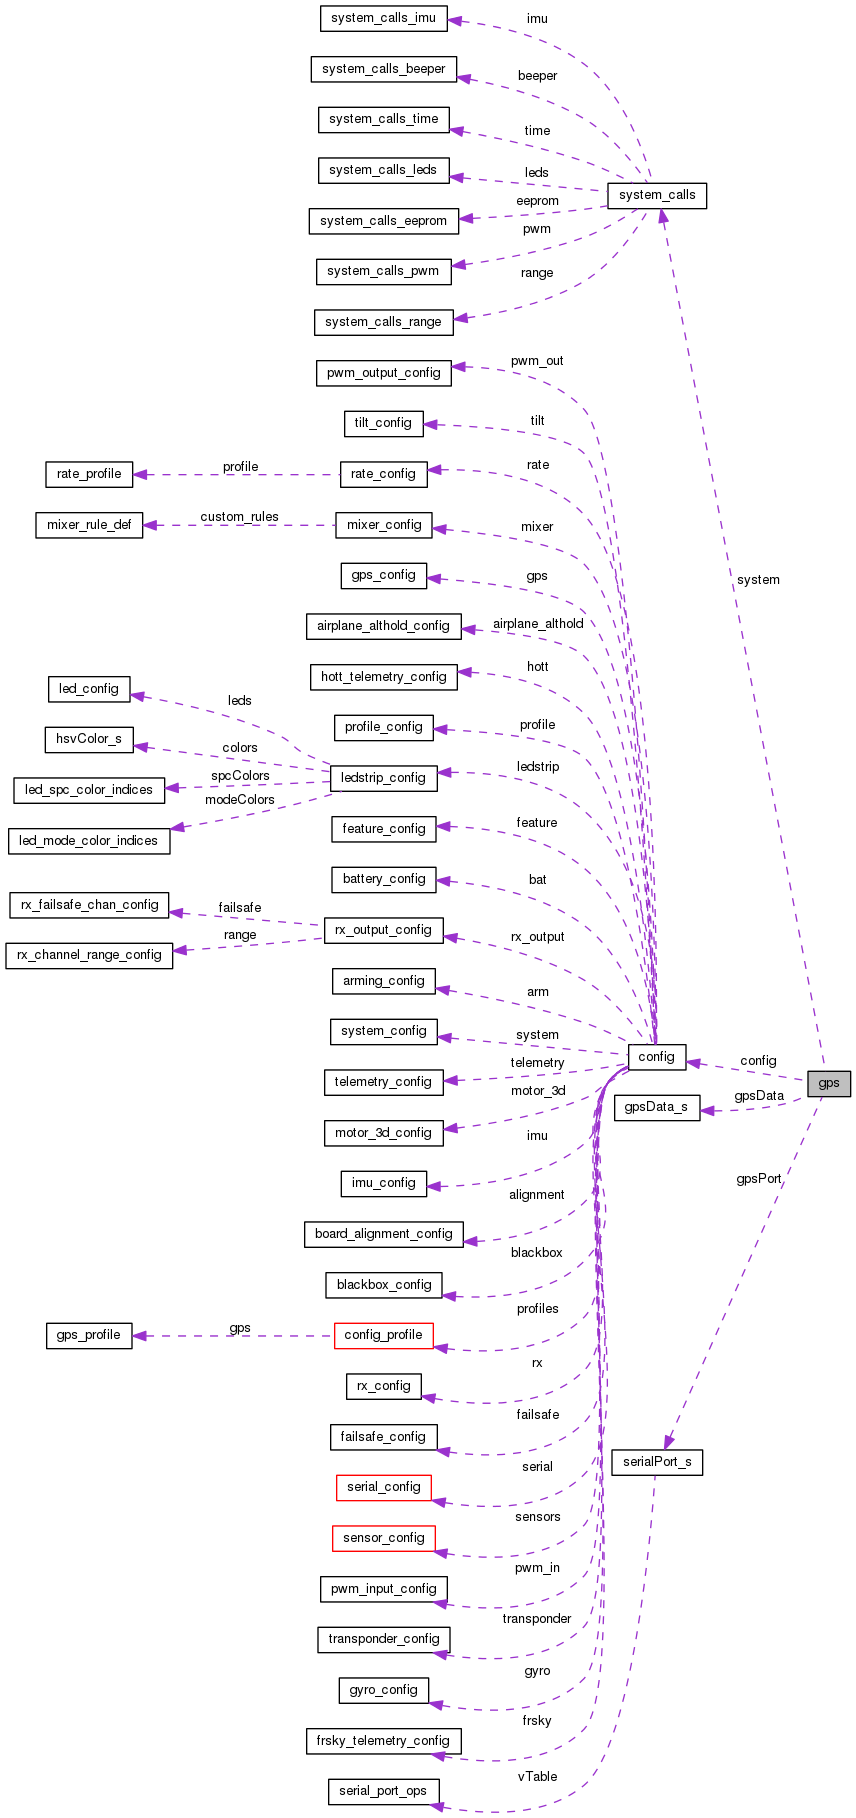 system_calls_imu
imu
system_calls_beeper
beeper
system_calls_time
time
system_calls_leds
leds
system_calls
system_calls_eeprom
eeprom
system_calls_pwm
pwm
system_calls_range
range
pwm_output_config
pwm_out
tilt_config
tilt
rate_profile
profile
rate_config
rate
mixer_rule_def
custom_rules
mixer_config
mixer
gps_config
gps
system
airplane_althold_config
airplane_althold
hott_telemetry_config
hott
led_config
leds
profile_config
profile
hsvColor_s
colors
ledstrip_config
ledstrip
led_spc_color_indices
spcColors
modeColors
led_mode_color_indices
feature_config
feature
battery_config
bat
rx_failsafe_chan_config
failsafe
rx_output_config
rx_output
rx_channel_range_config
range
arming_config
arm
system_config
system
config
config
gps
telemetry_config
telemetry
gpsData_s
gpsData
motor_3d_config
motor_3d
imu_config
imu
gpsPort
board_alignment_config
alignment
blackbox_config
blackbox
gps_profile
gps
config_profile
profiles
rx_config
rx
failsafe_config
failsafe
serialPort_s
serial_config
serial
sensor_config
sensors
pwm_input_config
pwm_in
transponder_config
transponder
gyro_config
gyro
frsky_telemetry_config
frsky
serial_port_ops
vTable